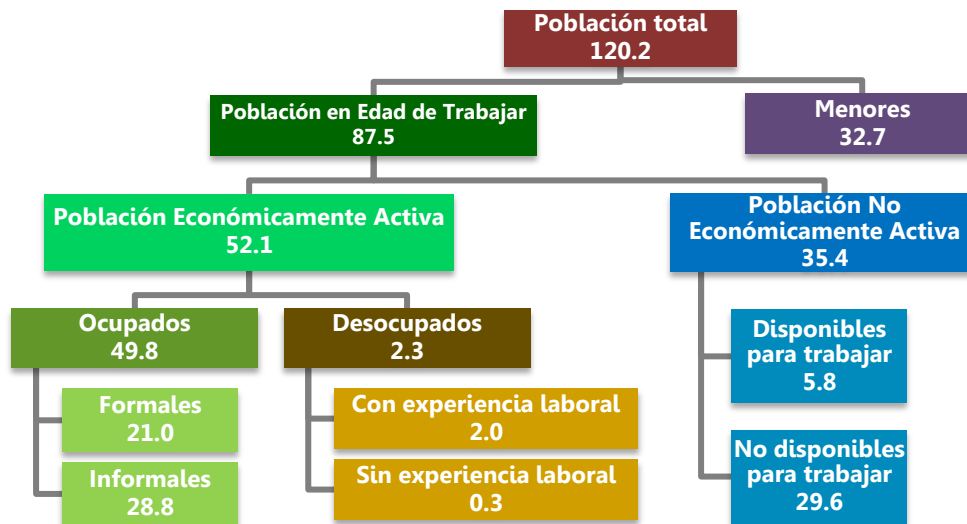 Población total
120.2
Población en Edad de Trabajar
87.5
Menores
32.7
Población Económicamente Activa
52.1
Población No
Económicamente Activa
35.4
Ocupados
49.8
Desocupados
2.3
Disponibles
para trabajar
5.8
Formales
21.0
Con experiencia laboral
2.0
No disponibles
para trabajar
29.6
Informales
28.8
Sin experiencia laboral
0.3